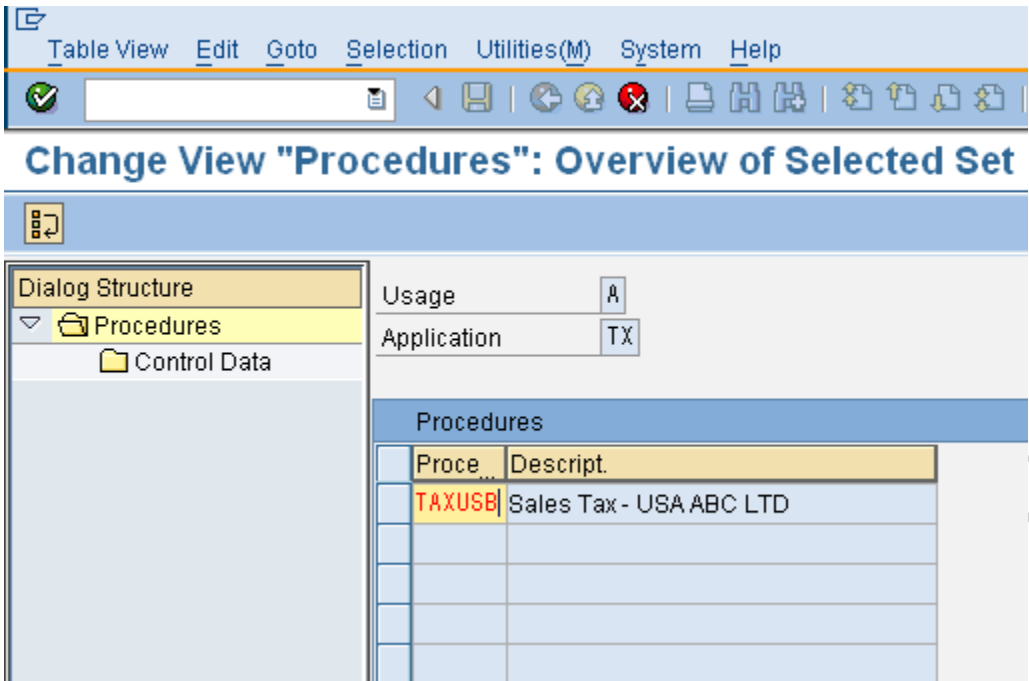 Table View Edit Goto Selection Utilities(M) System Help
Change View "Procedures": Overview of Selected Set
Dialog Structure
Procedures
Control Data
Usage A
Application TX
Procedures
Proce... Descript.
TAXUSB Sales Tax - USA ABC LTD